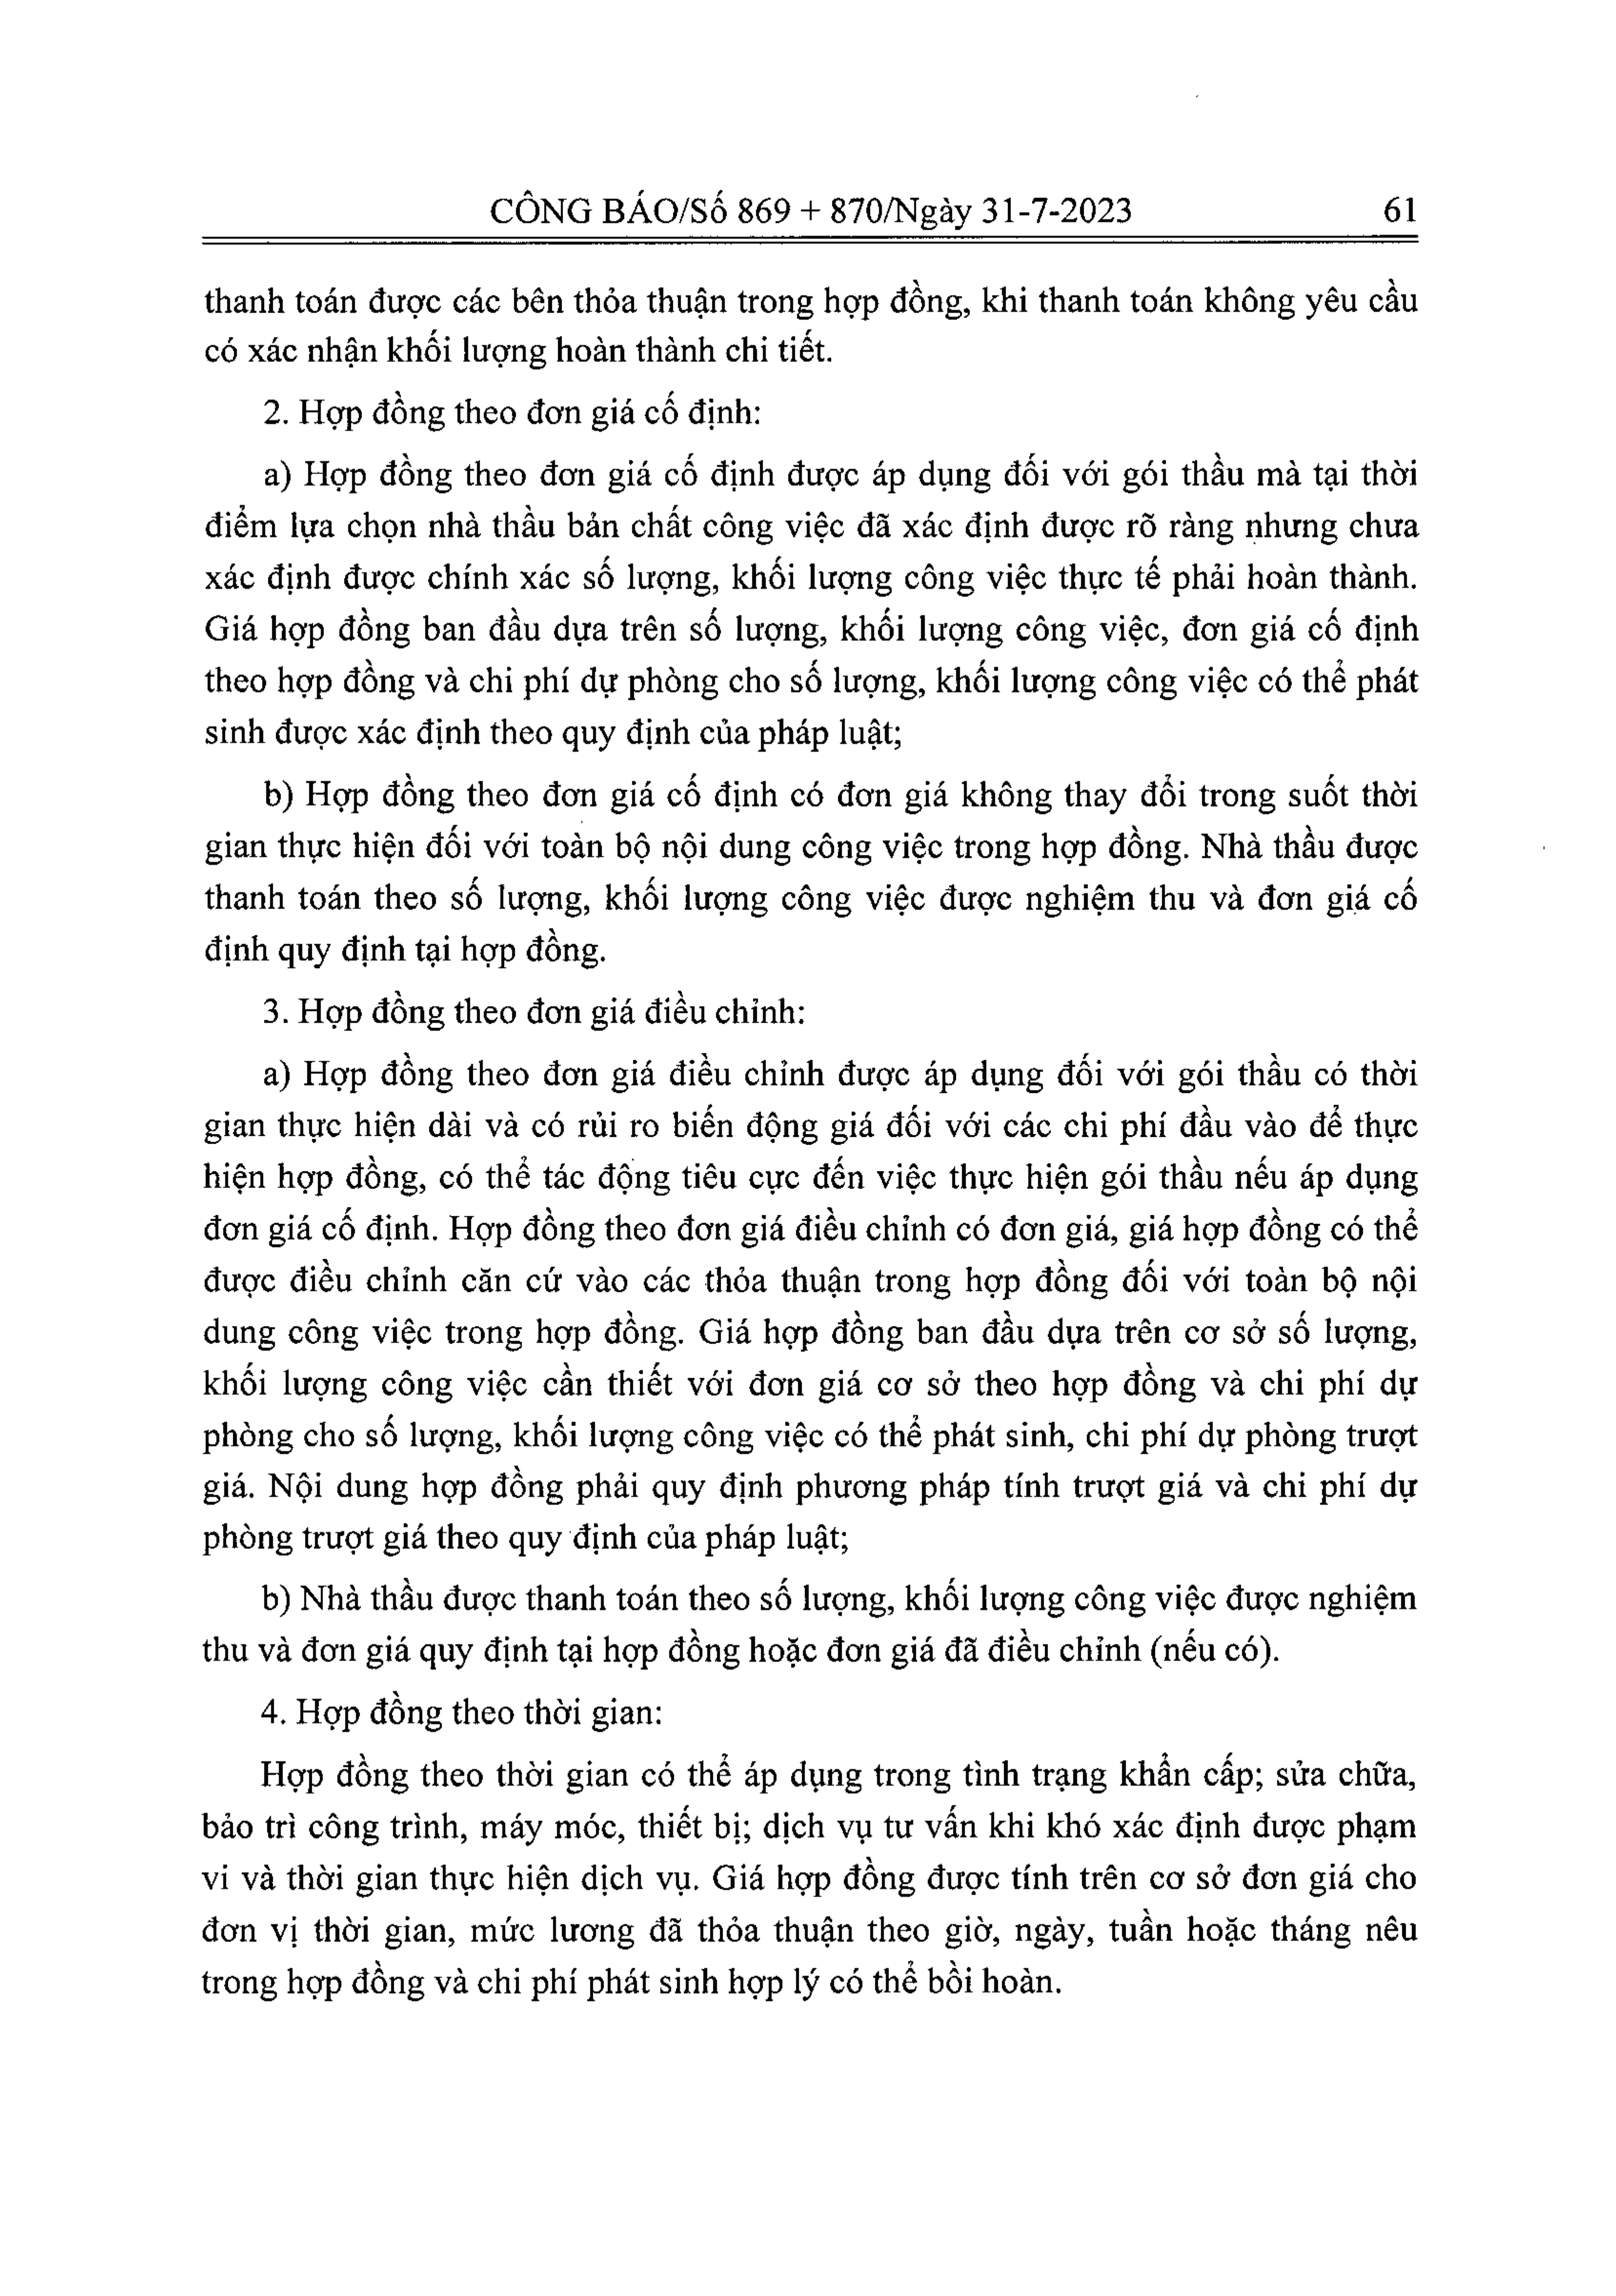 CÔNG BÁO/Số 869 + 870/Ngày 31-7-2023 61
thanh toán được các bên thỏa thuận trong hợp đồng, khi thanh toán không yêu cầu
có xác nhận khối lượng hoàn thành chi tiết.
2. Hợp đồng theo đơn giá cố định:
a) Hợp đồng theo đơn giá cố định được áp dụng đối với gói thầu mà tại thời
điểm lựa chọn nhà thầu bản chất công việc đã xác định được rõ ràng nhưng chưa
xác định được chính xác số lượng, khối lượng công việc thực tế phải hoàn thành.
Giá hợp đồng ban đầu dựa trên số lượng, khối lượng công việc, đơn giá cố định
theo hợp đồng và chi phí dự phòng cho số lượng, khối lượng công việc có thể phát
sinh được xác định theo quy định của pháp luật;
b) Hợp đồng theo đơn giá cố định có đơn giá không thay đổi trong suốt thời
gian thực hiện đối với toàn bộ nội dung công việc trong hợp đồng. Nhà thầu được
thanh toán theo số lượng, khối lượng công việc được nghiệm thu và đơn giá cố
định quy định tại hợp đồng.
3. Hợp đồng theo đơn giá điều chỉnh:
a) Hợp đồng theo đơn giá điều chỉnh được áp dụng đối với gói thầu có thời
gian thực hiện dài và có rủi ro biến động giá đối với các chi phí đầu vào để thực
hiện hợp đồng, có thể tác động tiêu cực đến việc thực hiện gói thầu nếu áp dụng
đơn giá cố định. Hợp đồng theo đơn giá điều chỉnh có đơn giá, giá hợp đồng có thể
được điều chỉnh căn cứ vào các thỏa thuận trong hợp đồng đối với toàn bộ nội
dung công việc trong hợp đồng. Giá hợp đồng ban đầu dựa trên cơ sở số lượng,
khối lượng công việc cần thiết với đơn giá cơ sở theo hợp đồng và chi phí dự
phòng cho số lượng, khối lượng công việc có thể phát sinh, chi phí dự phòng trượt
giá. Nội dung hợp đồng phải quy định phương pháp tính trượt giá và chi phí dự
phòng trượt giá theo quy định của pháp luật;
b) Nhà thầu được thanh toán theo số lượng, khối lượng công việc được nghiệm
thu và đơn giá quy định tại hợp đồng hoặc đơn giá đã điều chỉnh (nếu có).
4. Hợp đồng theo thời gian:
Hợp đồng theo thời gian có thể áp dụng trong tình trạng khẩn cấp; sửa chữa,
bảo trì công trình, máy móc, thiết bị; dịch vụ tư vấn khi khó xác định được phạm
vi và thời gian thực hiện dịch vụ. Giá hợp đồng được tính trên cơ sở đơn giá cho
đơn vị thời gian, mức lương đã thỏa thuận theo giờ, ngày, tuần hoặc tháng nêu
trong hợp đồng và chi phí phát sinh hợp lý có thể bồi hoàn.